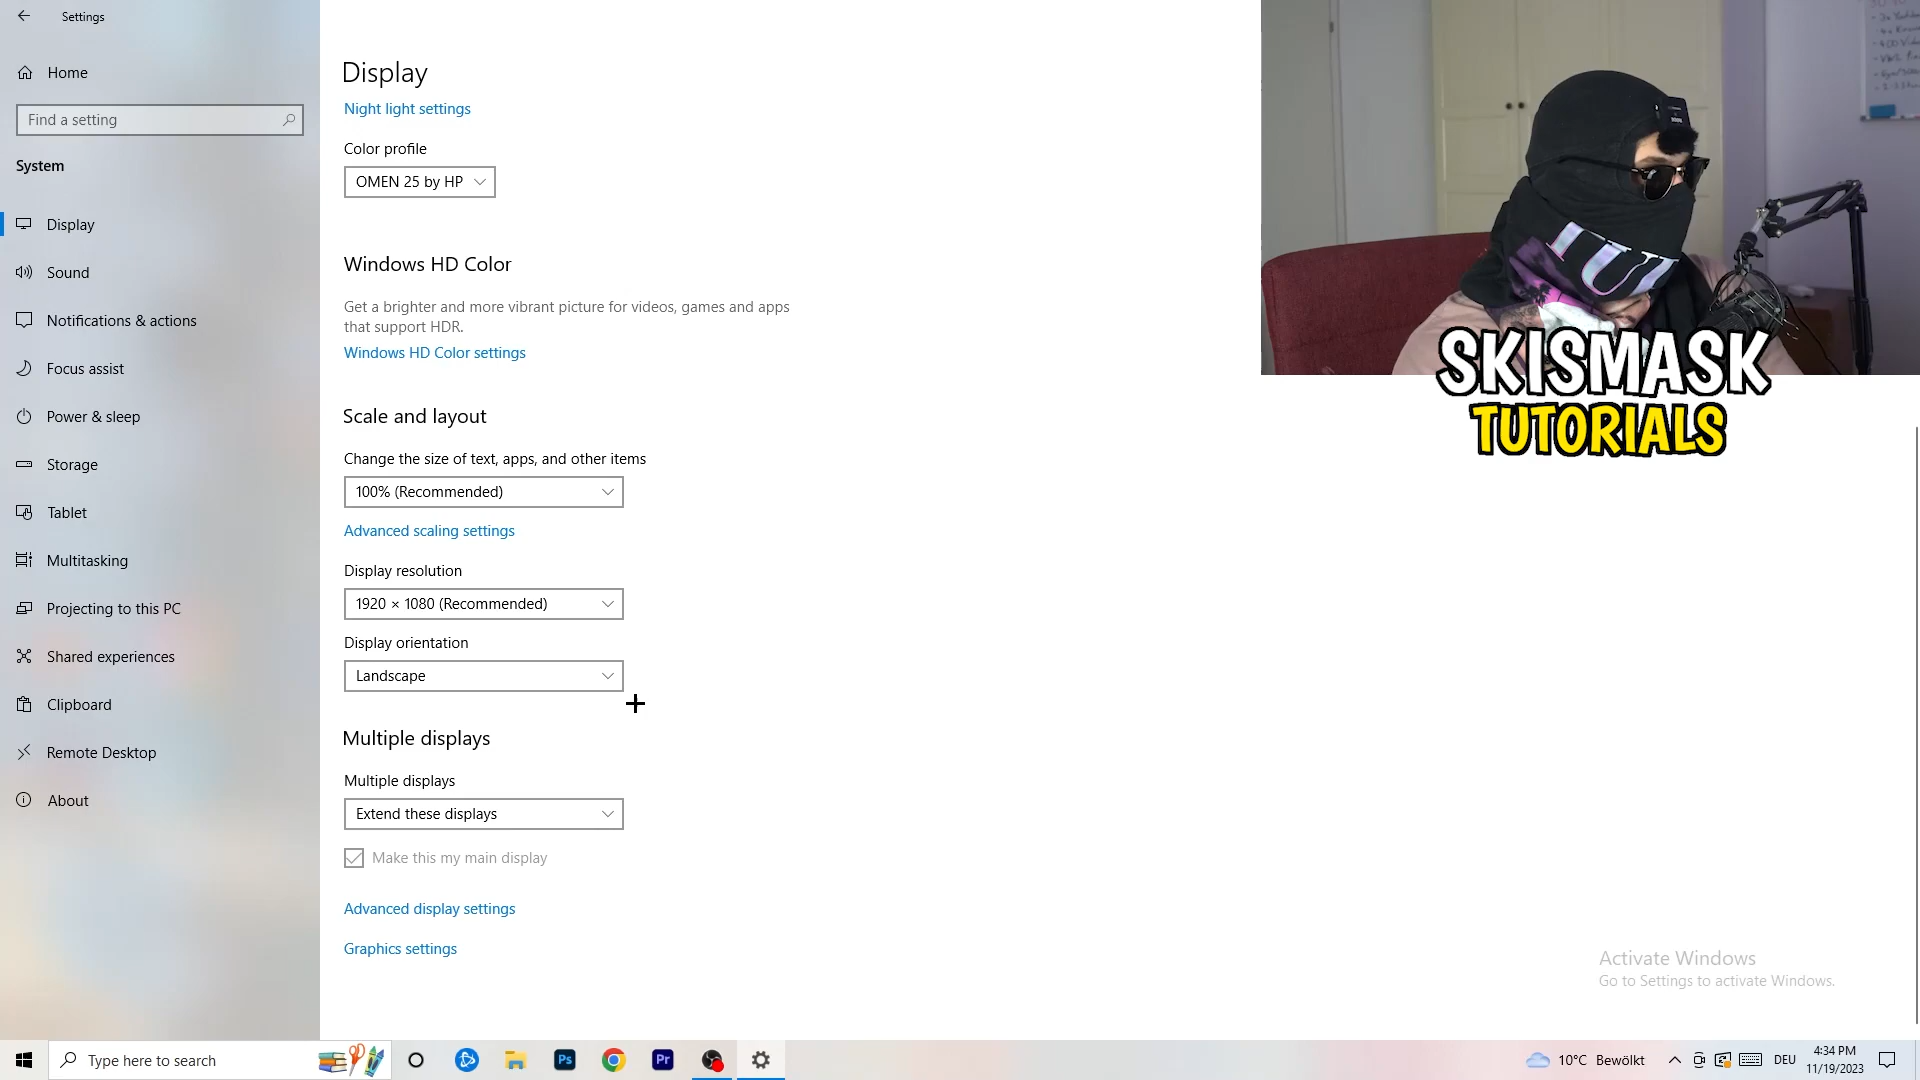 Settings
Home
Find a setting
System
Display
Sound
Notifications & actions
Focus assist
Power & sleep
Storage
Tablet
Multitasking
Projecting to this PC
Shared experiences
Clipboard
Remote Desktop
About
Display
Night light settings
Color profile
OMEN 25 by HP
Windows HD Color
Get a brighter and more vibrant picture for videos, games and apps
that support HDR.
Windows HD Color settings
Scale and layout
Change the size of text, apps, and other items
100% (Recommended)
Advanced scaling settings
Display resolution
1920 × 1080 (Recommended)
Display orientation
Landscape
Multiple displays
Multiple displays
Extend these displays
Make this my main display
Advanced display settings
Graphics settings
SKISMASK
TUTORIALS
Activate Windows
Go to Settings to activate Windows.
Type here to search
Ps
Pr
10°C Bewölkt
DEU
4:34 PM
11/19/2023